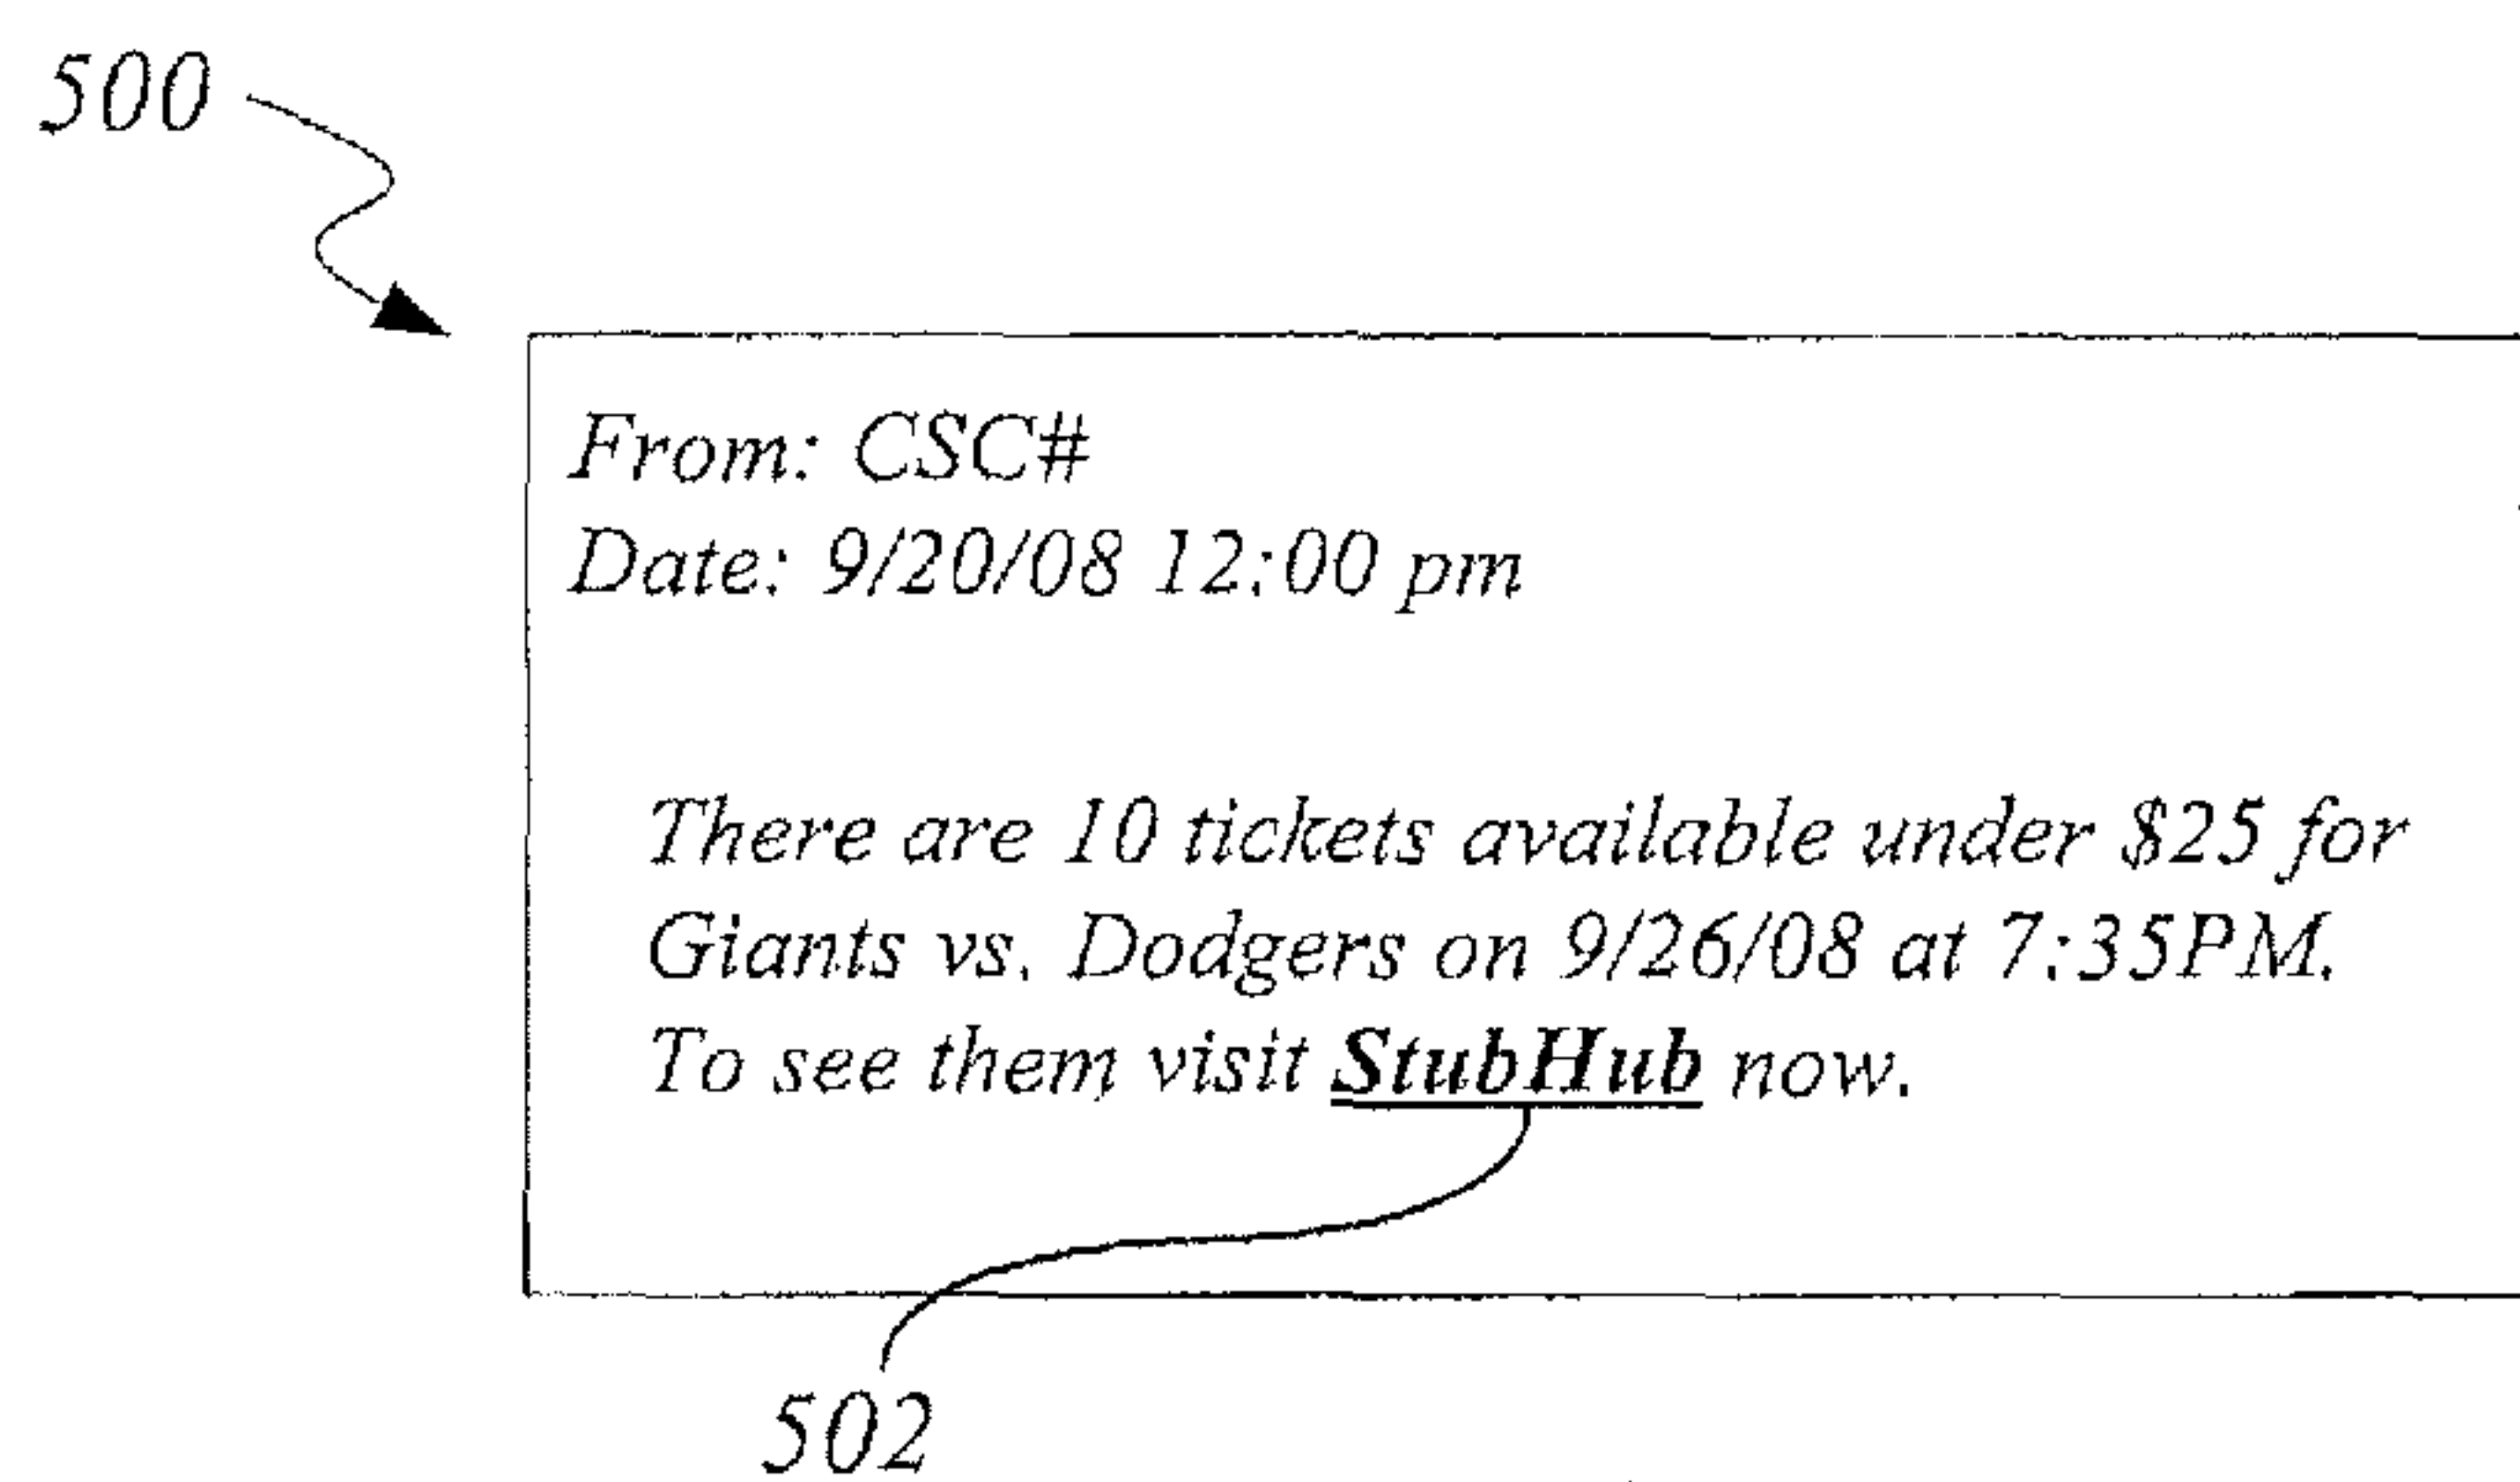 500
From: CSC#
Date: 9/20/08 12:00 pm
There are 10 tickets available under $25 for
Giants vs. Dodgers on 9/26/08 at 7:35PM.
To see them visit StubHub now.
502